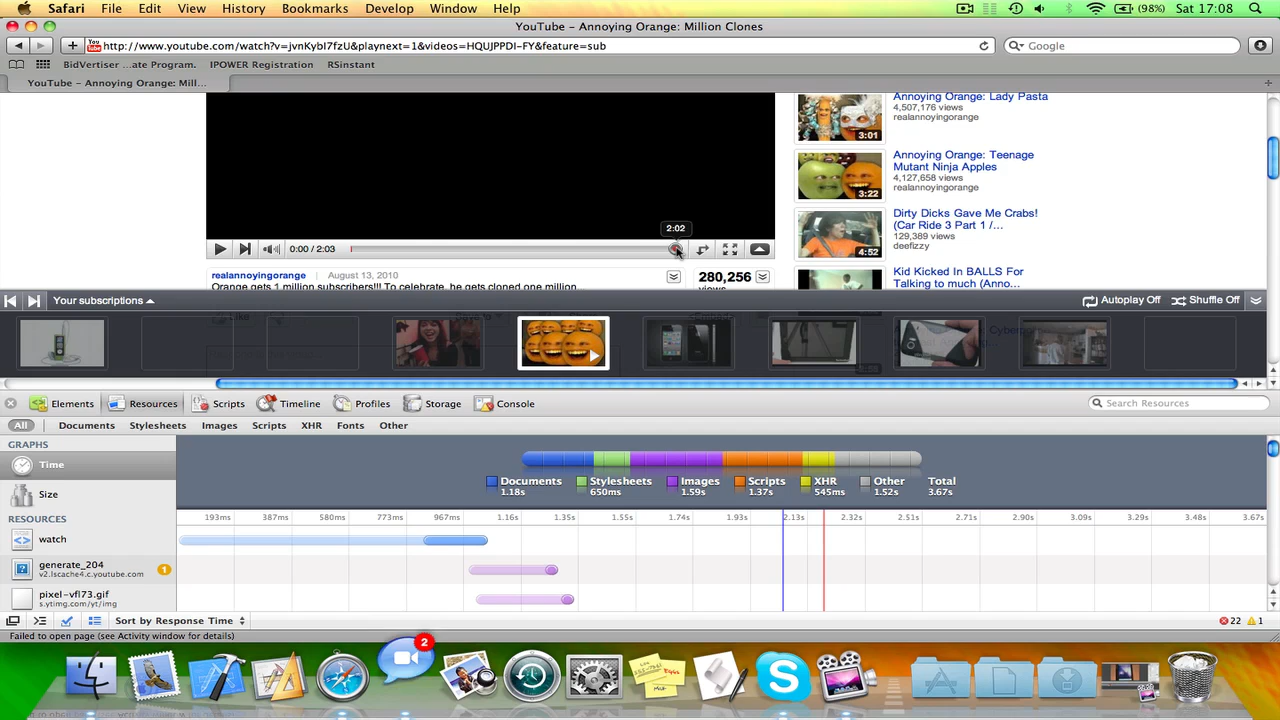 Safari File Edit View History Bookmarks Develop Window Help (98%) Sat 17:08
YouTube – Annoying Orange: Million Clones
http://www.youtube.com/watch?v=jvnKybI7fzU&playnext=1&videos=HQUJPPDI-FY&feature=sub
Google
BidVertiser ...ate Program. IPOWER Registration RSinstant
YouTube – Annoying Orange: Mill...
Annoying Orange: Lady Pasta
4,507,176 views
realannoyingorange
3:01
Annoying Orange: Teenage
Mutant Ninja Apples
4,127,658 views
realannoyingorange
3:22
Dirty Dicks Gave Me Crabs!
(Car Ride 3 Part 1 /...
129,389 views
deefizzy
4:52
Kid Kicked In BALLS For
Talking to much (Anno...
2:02
0:00 / 2:03
realannoyingorange | August 13, 2010
280,256
views
Orange gets 1 million subscribers!!! To celebrate, he gets cloned one million
Your subscriptions
Autoplay Off Shuffle Off
Elements Resources Scripts Timeline Profiles Storage Console
Search Resources
All Documents Stylesheets Images Scripts XHR Fonts Other
GRAPHS
Time
Size
Documents Stylesheets Images Scripts XHR Other Total
1.18s 650ms 1.59s 1.37s 545ms 1.52s 3.67s
RESOURCES
193ms 387ms 580ms 773ms 967ms 1.16s 1.35s 1.55s 1.74s 1.93s 2.13s 2.32s 2.51s 2.71s 2.90s 3.09s 3.29s 3.48s 3.67s
watch
generate_204
v2.lscache4.c.youtube.com
1
pixel-vfl73.gif
s.ytimg.com/yt/img
Sort by Response Time
22 1
Failed to open page (see Activity window for details)
2